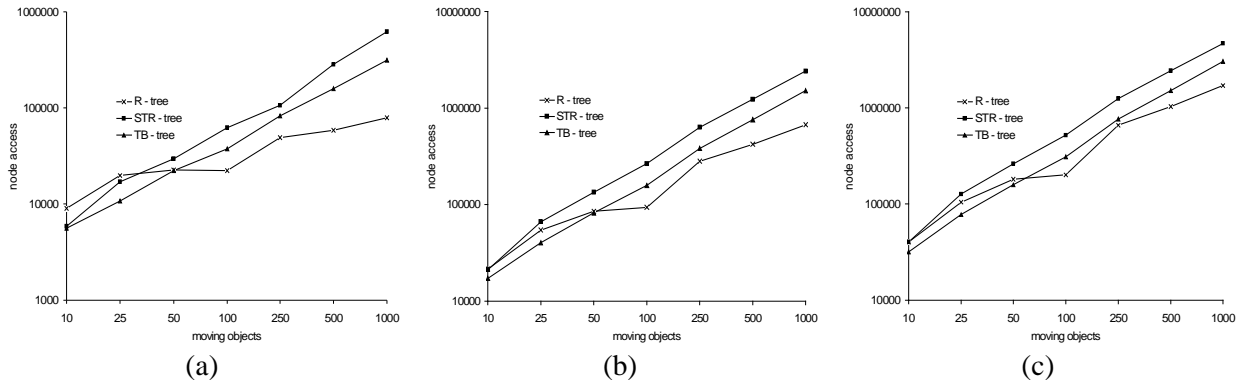 1000000
100000
10000
1000
node access
R - tree
STR - tree
TB - tree
10 25 50 100 250 500 1000
moving objects
(a)
10000000
1000000
100000
10000
node access
R - tree
STR - tree
TB - tree
10 25 50 100 250 500 1000
moving objects
(b)
10000000
1000000
100000
10000
node access
R - tree
STR - tree
TB - tree
10 25 50 100 250 500 1000
moving objects
(c)